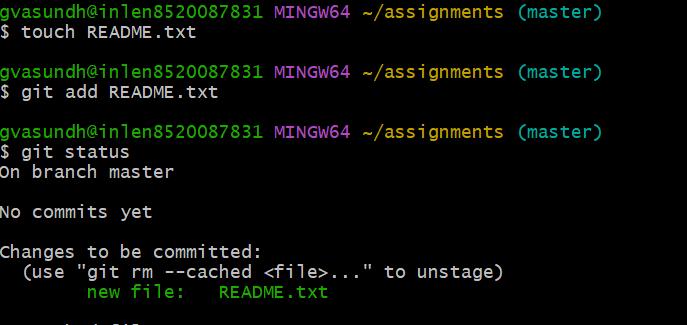 gvasundh@inlen8520087831 MINGW64 ~/assignments (master)
$ touch README.txt
gvasundh@inlen8520087831 MINGW64 ~/assignments (master)
$ git add README.txt
gvasundh@inlen8520087831 MINGW64 ~/assignments (master)
$ git status
On branch master
No commits yet
Changes to be committed:
  (use "git rm --cached <file>..." to unstage)
        new file:   README.txt